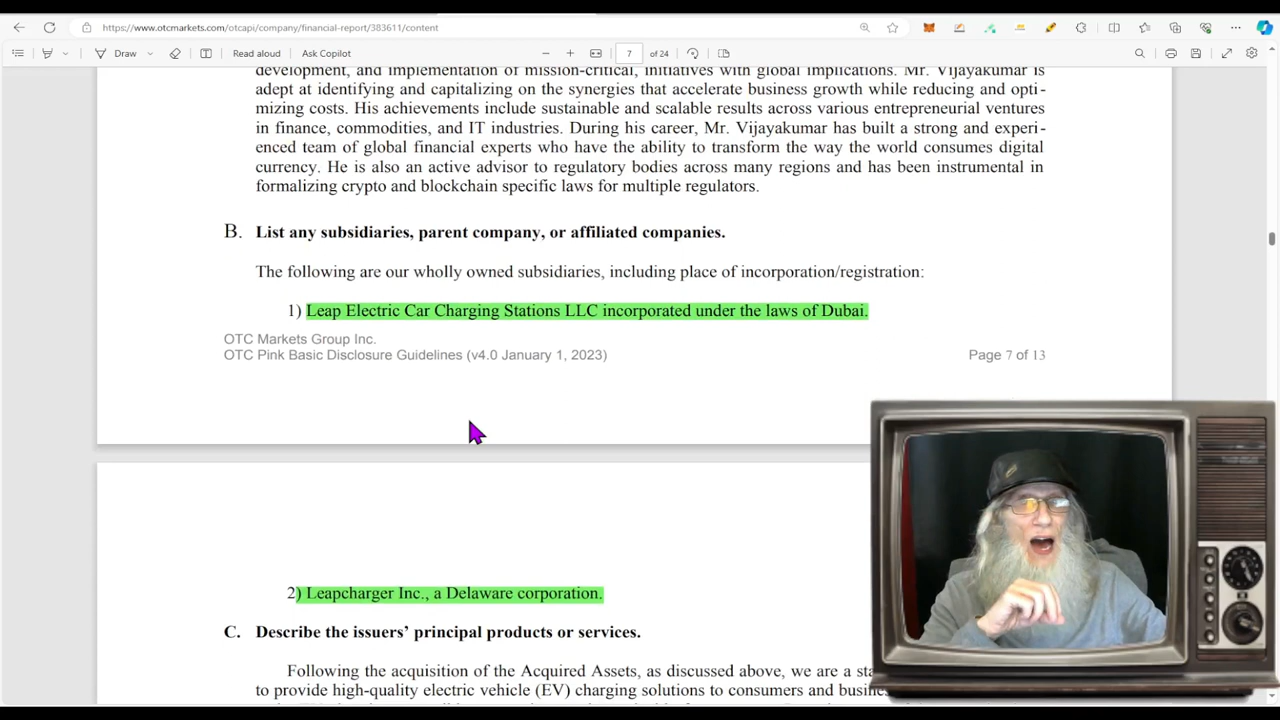 https://www.otcmarkets.com/otcapi/company/financial-report/383611/content
Draw
Read aloud
Ask Copilot
7 of 24
development, and implementation of mission-critical, initiatives with global implications. Mr. Vijayakumar is
adept at identifying and capitalizing on the synergies that accelerate business growth while reducing and opti-
mizing costs. His achievements include sustainable and scalable results across various entrepreneurial ventures
in finance, commodities, and IT industries. During his career, Mr. Vijayakumar has built a strong and experi-
enced team of global financial experts who have the ability to transform the way the world consumes digital
currency. He is also an active advisor to regulatory bodies across many regions and has been instrumental in
formalizing crypto and blockchain specific laws for multiple regulators.
B. List any subsidiaries, parent company, or affiliated companies.
The following are our wholly owned subsidiaries, including place of incorporation/registration:
1) Leap Electric Car Charging Stations LLC incorporated under the laws of Dubai.
OTC Markets Group Inc.
OTC Pink Basic Disclosure Guidelines (v4.0 January 1, 2023)
Page 7 of 13
2) Leapcharger Inc., a Delaware corporation.
C. Describe the issuers' principal products or services.
Following the acquisition of the Acquired Assets, as discussed above, we are a
to provide high-quality electric vehicle (EV) charging solutions to consumers and